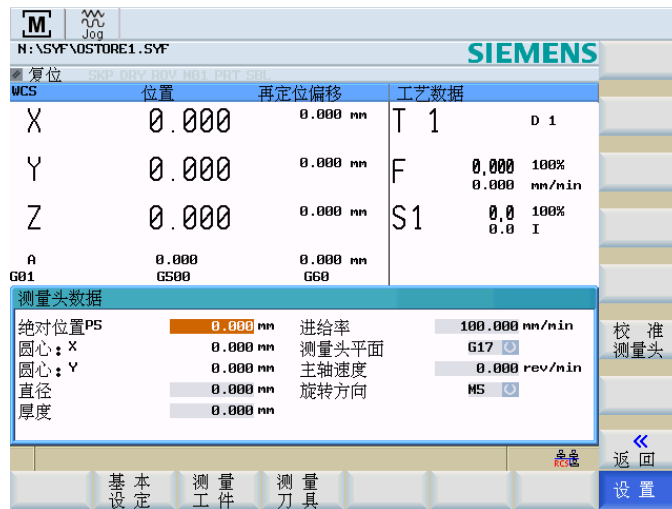 M
Jog
N:\SYF\0STORE1.SYF
SIEMENS
复位 SKP DRY ROV M01 PRT SBL
WCS 位置 再定位偏移 工艺数据
X 0.000 0.000 mm T 1 D 1
Y 0.000 0.000 mm F 0.000 100%
0.000 mm/min
Z 0.000 0.000 mm S1 0.0 100%
0.0 I
A 0.000 0.000 mm
G01 G500 G60
测量头数据
绝对位置PS 0.000 mm 进给率 100.000 mm/min
圆心:X 0.000 mm 测量头平面 G17
圆心:Y 0.000 mm 主轴速度 0.000 rev/min
直径 0.000 mm 旋转方向 M5
厚度 0.000 mm
校 准
测量头
RCS
«
返 回
基 本
设 定
测 量
工 件
测 量
刀 具
设 置